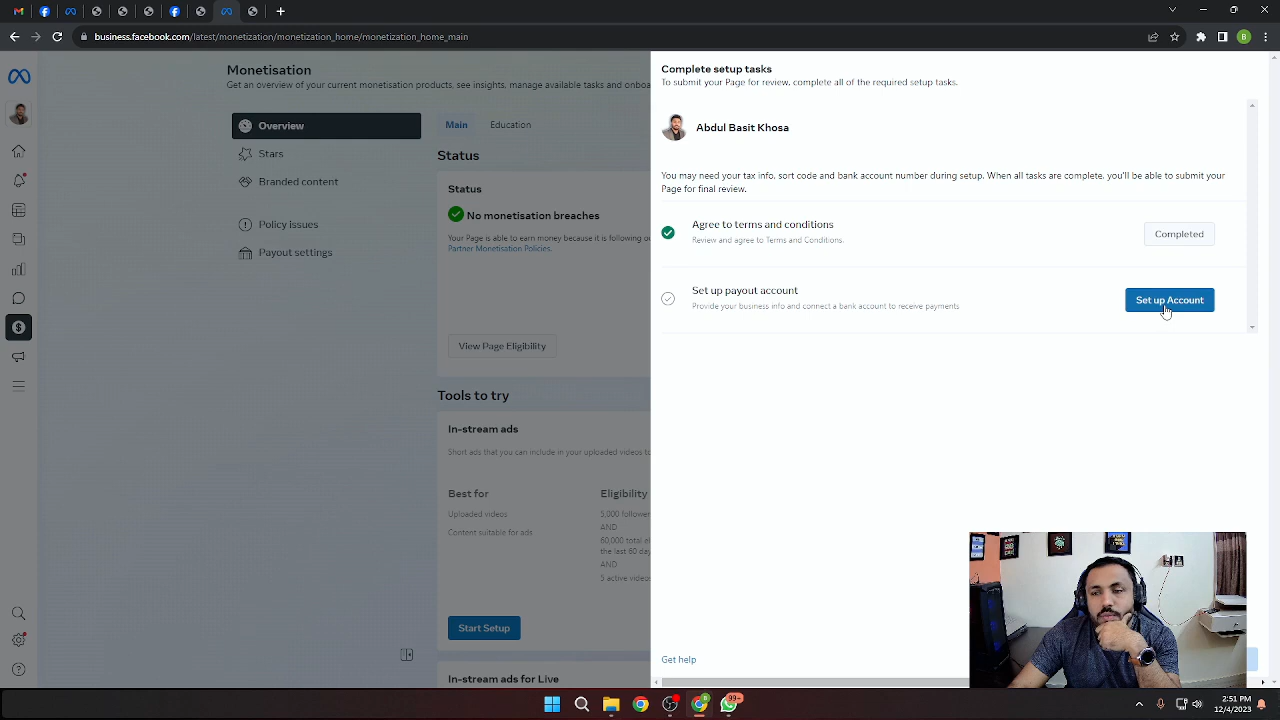 business.facebook.com/latest/monetization/monetization_home/monetization_home_main
B
Monetisation
Get an overview of your current monetisation products, see insights, manage available tasks and onbo
Overview
Stars
Branded content
Policy issues
Payout settings
Main
Education
Status
Status
No monetisation breaches
Your Page is able to earn money because it is following ou
Partner Monetisation Policies.
View Page Eligibility
Tools to try
In-stream ads
Short ads that you can include in your uploaded videos to
Best for
Eligibility
Uploaded videos
Content suitable for ads
5,000 follower
AND
60,000 total e
the last 60 da
AND
5 active videos
Start Setup
In-stream ads for Live
Complete setup tasks
To submit your Page for review, complete all of the required setup tasks.
Abdul Basit Khosa
You may need your tax info, sort code and bank account number during setup. When all tasks are complete, you'll be able to submit your
Page for final review.
Agree to terms and conditions
Review and agree to Terms and Conditions.
Completed
Set up payout account
Provide your business info and connect a bank account to receive payments
Set up Account
Get help
99+
2:51 PM
12/4/2023